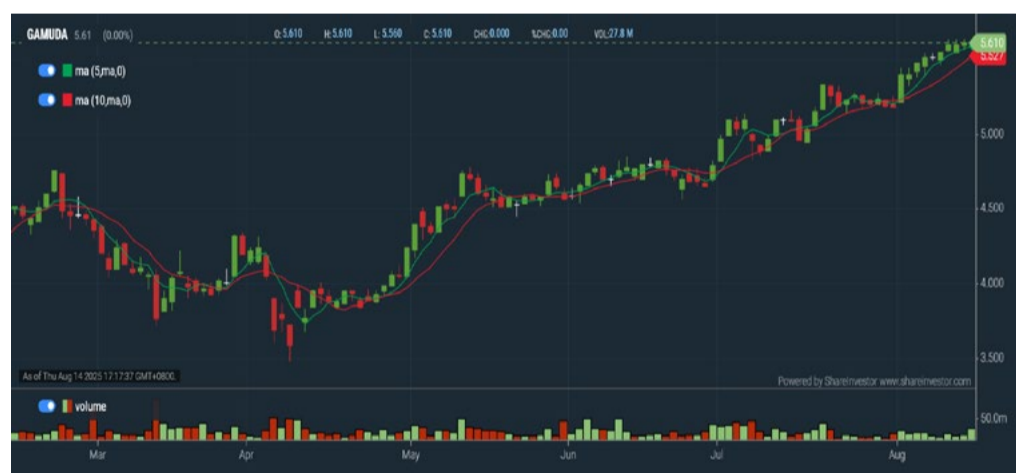 GAMUDA 5.61 (0.00%) O:5.610 H:5.610 L:5.560 C:5.610 CHG:0.000 %CHG:0.00 VOL:27.8 M
5.610
5.527
ma (5,ma,0)
ma (10,ma,0)
5.000
4.500
4.000
3.500
As of Thu Aug 14 2025 17:17:37 GMT+0800.
Powered by ShareInvestor www.shareinvestor.com
volume
50.0m
Mar Apr May Jun Jul Aug